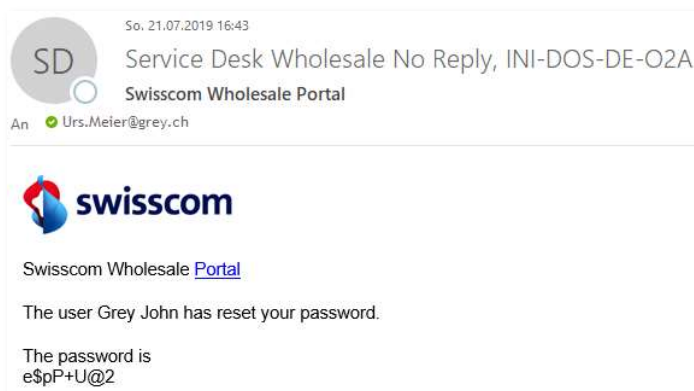 So. 21.07.2019 16:43
SD
Service Desk Wholesale No Reply, INI-DOS-DE-O2A
Swisscom Wholesale Portal
An Urs.Meier@grey.ch
swisscom
Swisscom Wholesale Portal
The user Grey John has reset your password.
The password is
e$pP+U@2